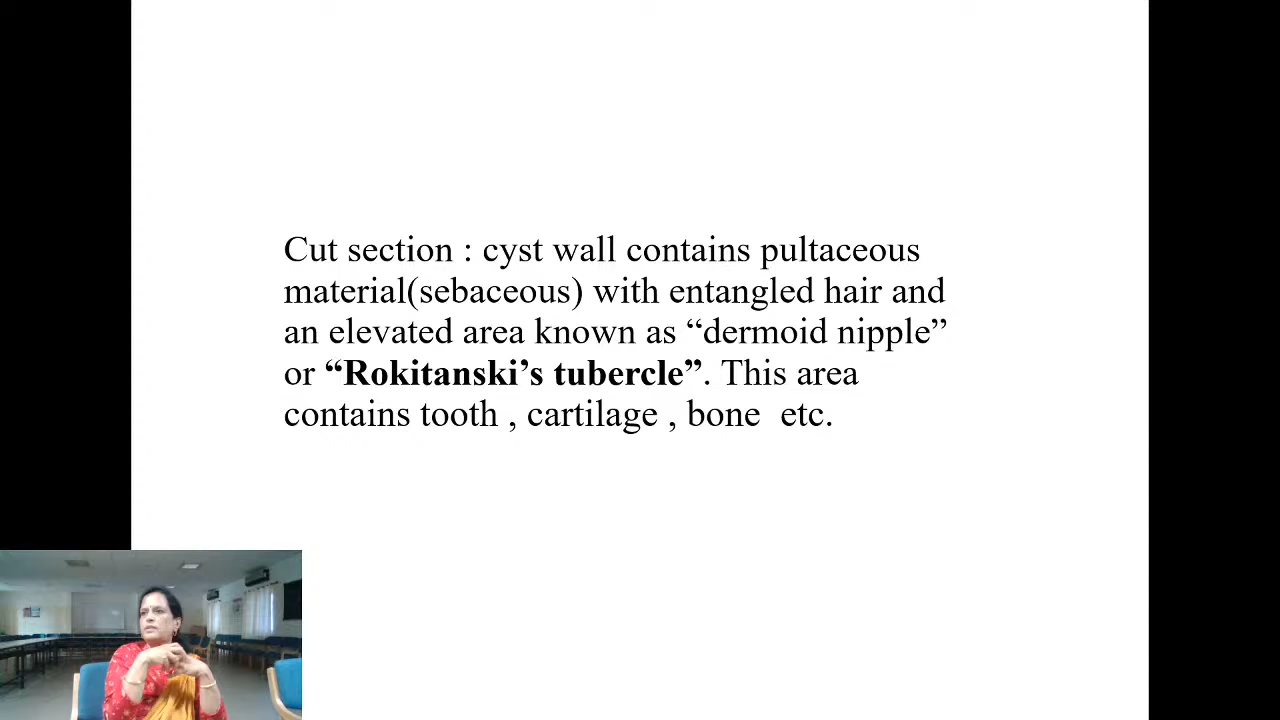 Cut section : cyst wall contains pultaceous
material(sebaceous) with entangled hair and
an elevated area known as “dermoid nipple”
or “Rokitanski’s tubercle”. This area
contains tooth , cartilage , bone  etc.